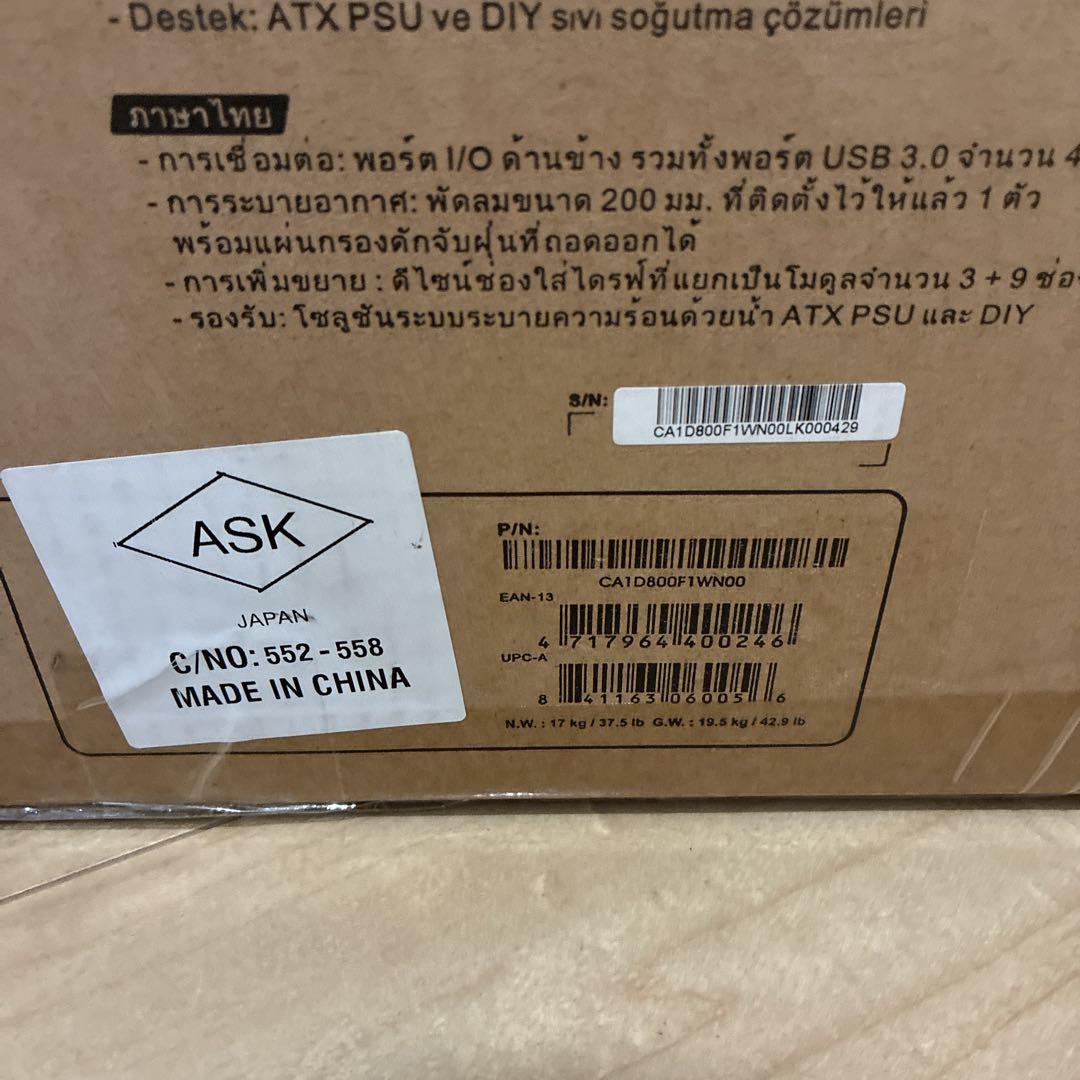 - Destek: ATX PSU ve DIY sıvı soğutma çözümleri
ภาษาไทย
- การเชื่อมต่อ: พอร์ต I/O ด้านข้าง รวมทั้งพอร์ต USB 3.0 จำนวน 4
- การระบายอากาศ: พัดลมขนาด 200 มม. ที่ติดตั้งไว้ให้แล้ว 1 ตัว
พร้อมแผ่นกรองดักจับฝุ่นที่ถอดออกได้
- การเพิ่มขยาย : ดีไซน์ช่องใส่ไดรฟ์ที่แยกเป็นโมดูลจำนวน 3 + 9 ช่อง
- รองรับ: โซลูชันระบบระบายความร้อนด้วยน้ำ ATX PSU และ DIY
S/N:
CA1D800F1WN00LK000429
ASK
JAPAN
C/NO: 552 - 558
MADE IN CHINA
P/N:
CA1D800F1WN00
EAN-13
4 717964 400246
UPC-A
8 41163 06005 6
N.W. : 17 kg / 37.5 lb G.W. : 19.5 kg / 42.9 lb